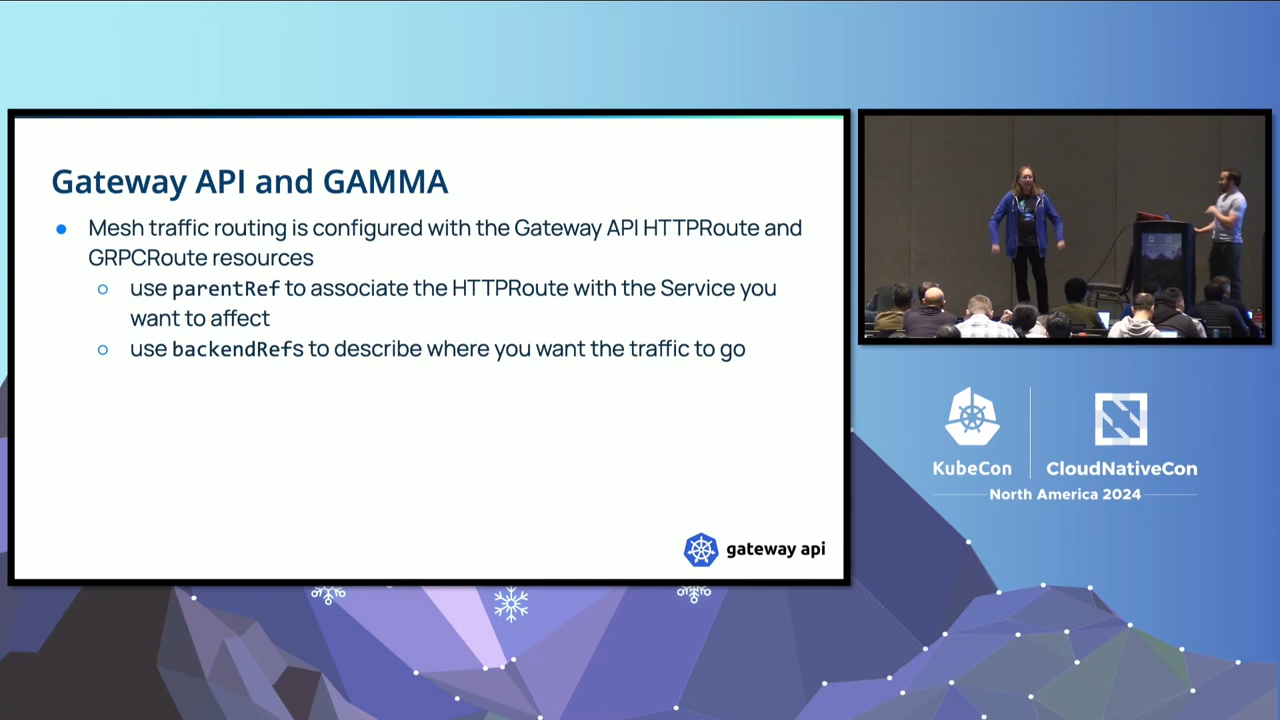 Gateway API and GAMMA
Mesh traffic routing is configured with the Gateway API HTTPRoute and
GRPCRoute resources
use parentRef to associate the HTTPRoute with the Service you
want to affect
use backendRefs to describe where you want the traffic to go
gateway api
KubeCon
CloudNativeCon
North America 2024